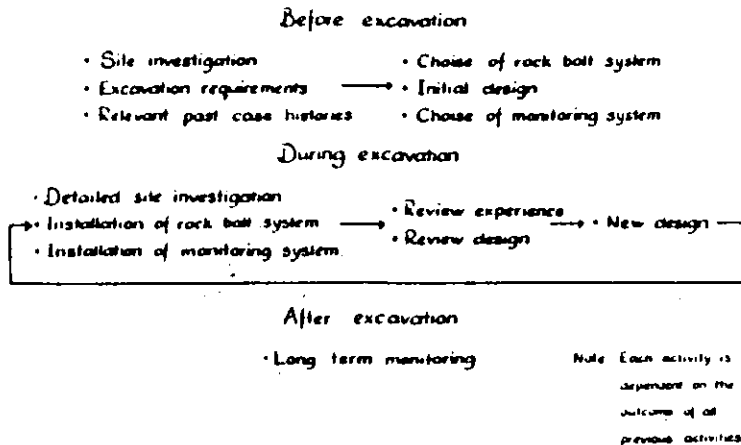 Before excavation
• Site investigation
• Excavation requirements
• Relevant past case histories
• Choise of rock bolt system
• Initial design
• Choise of monitoring system
During excavation
• Detailed site investigation
• Installation of rock bolt system
• Installation of monitoring system
• Review experience
• Review design
• New design
After excavation
• Long term monitoring
Note Each activity is
dependent on the
outcome of all
previous activities